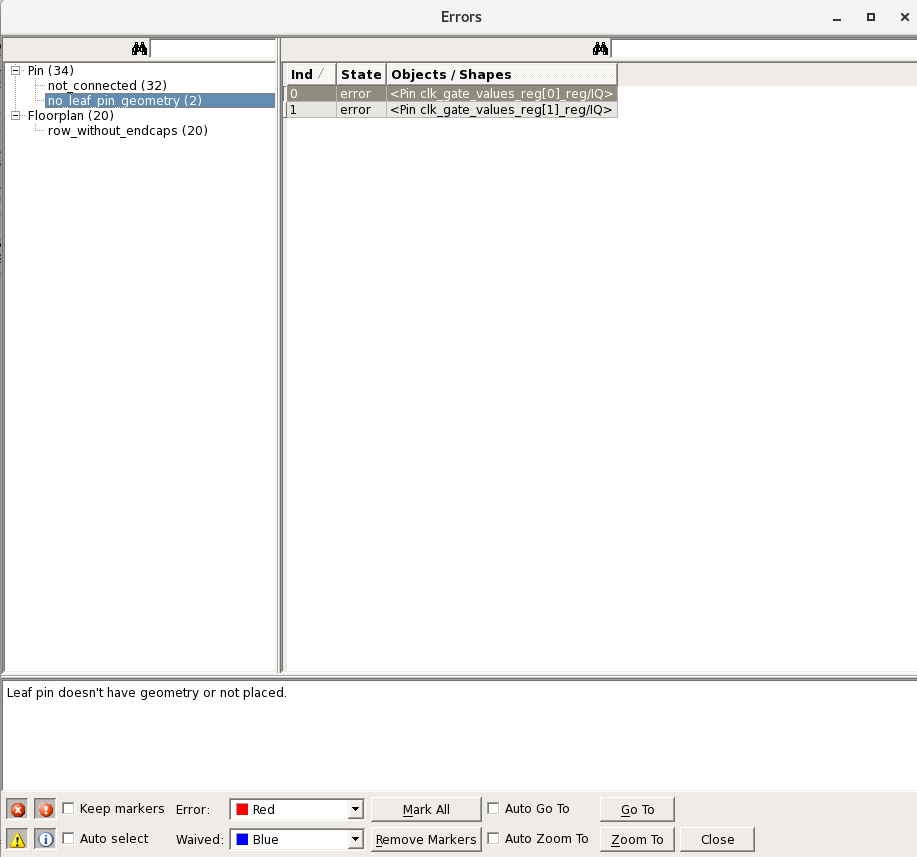 Errors
Pin (34)
not_connected (32)
no_leaf_pin_geometry (2)
Floorplan (20)
row_without_endcaps (20)
Ind State Objects / Shapes
0 error <Pin clk_gate_values_reg[0]_reg/IQ>
1 error <Pin clk_gate_values_reg[1]_reg/IQ>
Leaf pin doesn't have geometry or not placed.
Keep markers Error: Red Mark All Auto Go To Go To
Auto select Waived: Blue Remove Markers Auto Zoom To Zoom To Close